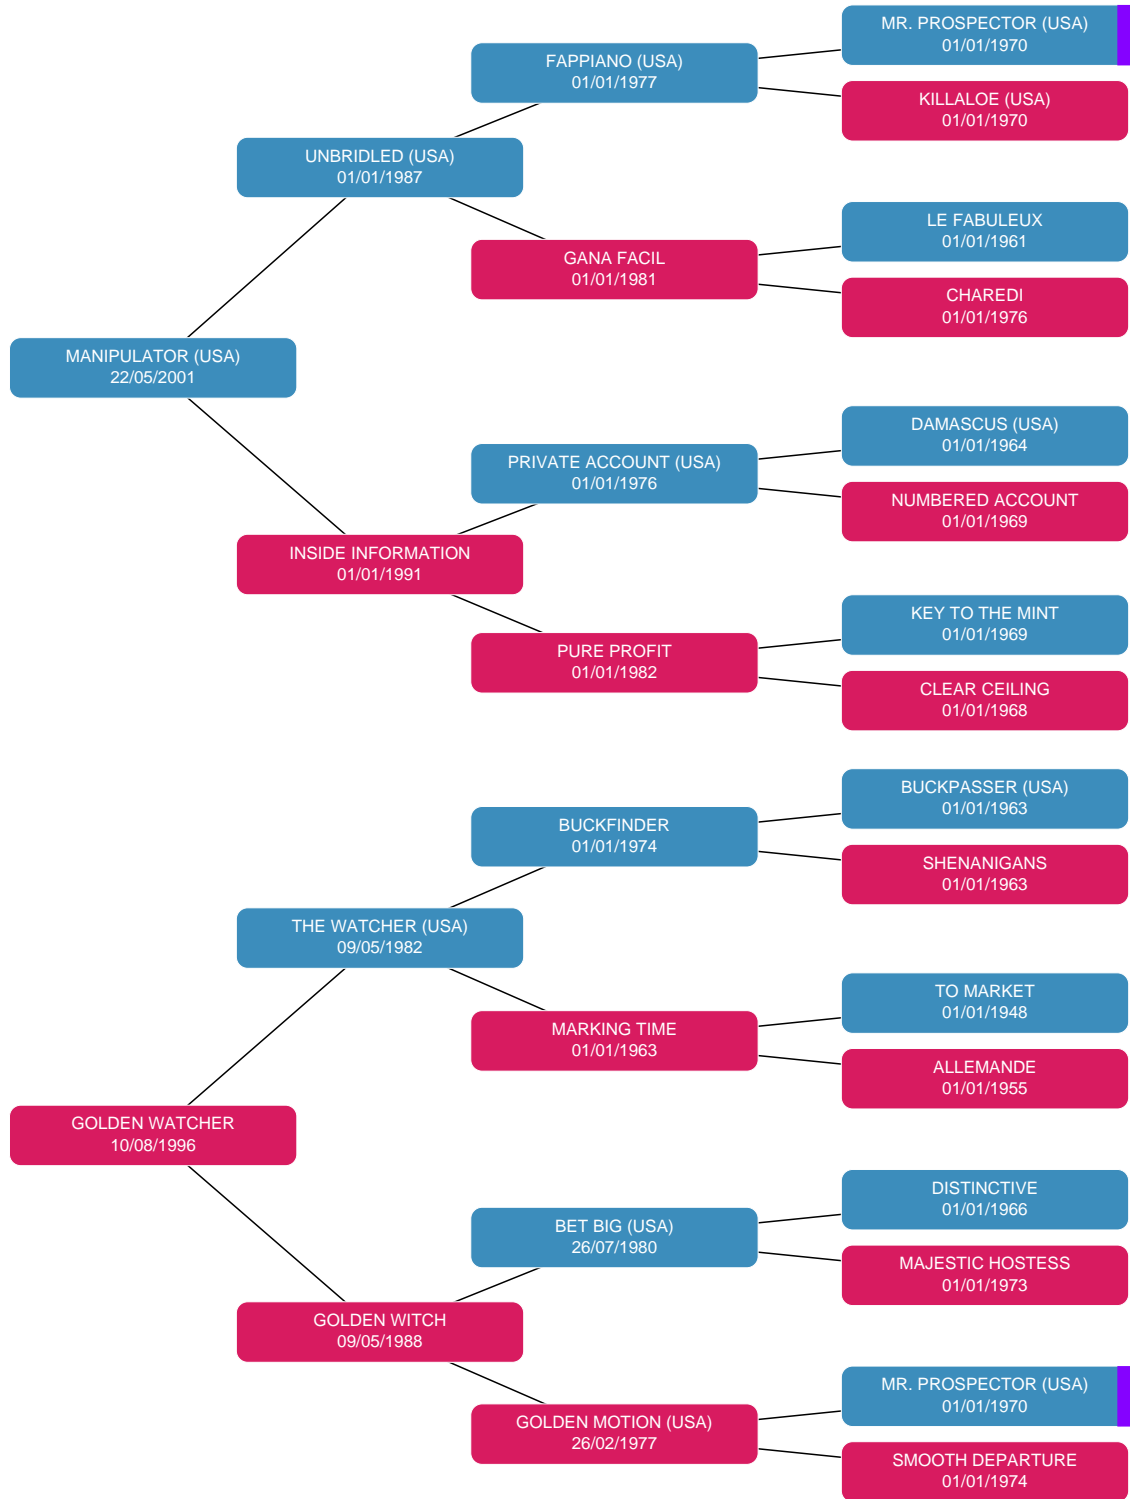 MR. PROSPECTOR (USA)
01/01/1970
FAPPIANO (USA)
01/01/1977
KILLALOE (USA)
01/01/1970
UNBRIDLED (USA)
01/01/1987
LE FABULEUX
01/01/1961
GANA FACIL
01/01/1981
CHAREDI
01/01/1976
MANIPULATOR (USA)
22/05/2001
DAMASCUS (USA)
01/01/1964
PRIVATE ACCOUNT (USA)
01/01/1976
NUMBERED ACCOUNT
01/01/1969
INSIDE INFORMATION
01/01/1991
KEY TO THE MINT
01/01/1969
PURE PROFIT
01/01/1982
CLEAR CEILING
01/01/1968
BUCKPASSER (USA)
01/01/1963
BUCKFINDER
01/01/1974
SHENANIGANS
01/01/1963
THE WATCHER (USA)
09/05/1982
TO MARKET
01/01/1948
MARKING TIME
01/01/1963
ALLEMANDE
01/01/1955
GOLDEN WATCHER
10/08/1996
DISTINCTIVE
01/01/1966
BET BIG (USA)
26/07/1980
MAJESTIC HOSTESS
01/01/1973
GOLDEN WITCH
09/05/1988
MR. PROSPECTOR (USA)
01/01/1970
GOLDEN MOTION (USA)
26/02/1977
SMOOTH DEPARTURE
01/01/1974